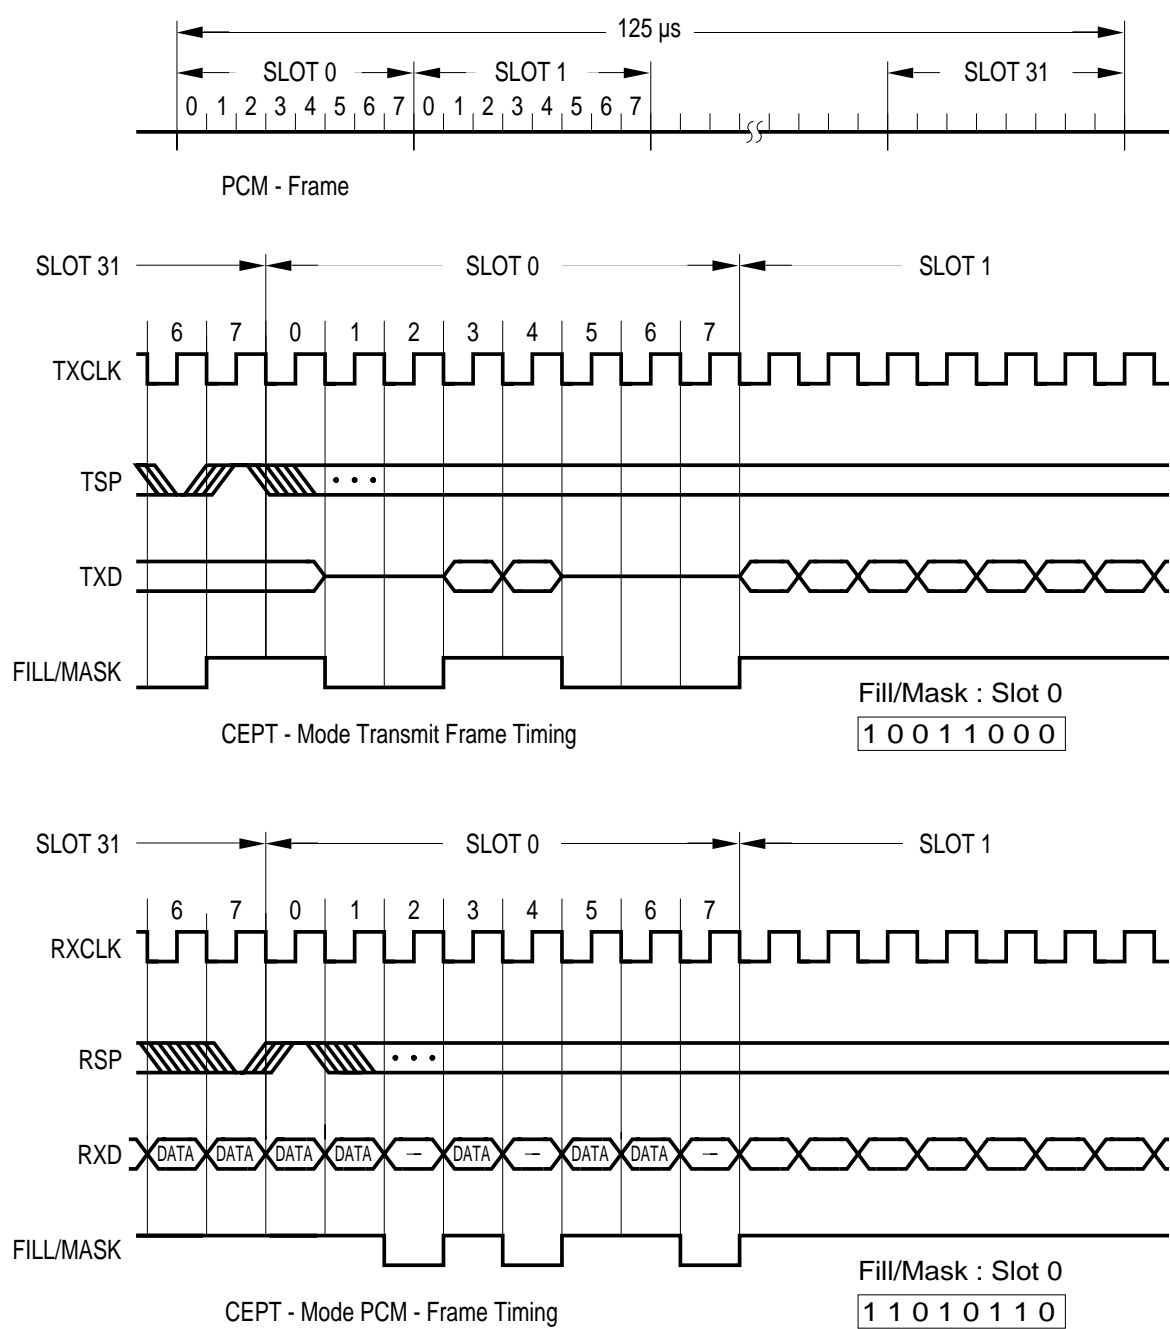 125 µs
SLOT 0 SLOT 1 SLOT 31
0 1 2 3 4 5 6 7 0 1 2 3 4 5 6 7
PCM - Frame
SLOT 31 SLOT 0 SLOT 1
6 7 0 1 2 3 4 5 6 7
TXCLK
TSP
TXD
FILL/MASK
Fill/Mask : Slot 0
1 0 0 1 1 0 0 0
CEPT - Mode Transmit Frame Timing
SLOT 31 SLOT 0 SLOT 1
6 7 0 1 2 3 4 5 6 7
RXCLK
RSP
RXD DATA DATA DATA DATA – DATA – DATA DATA –
FILL/MASK
Fill/Mask : Slot 0
1 1 0 1 0 1 1 0
CEPT - Mode PCM - Frame Timing